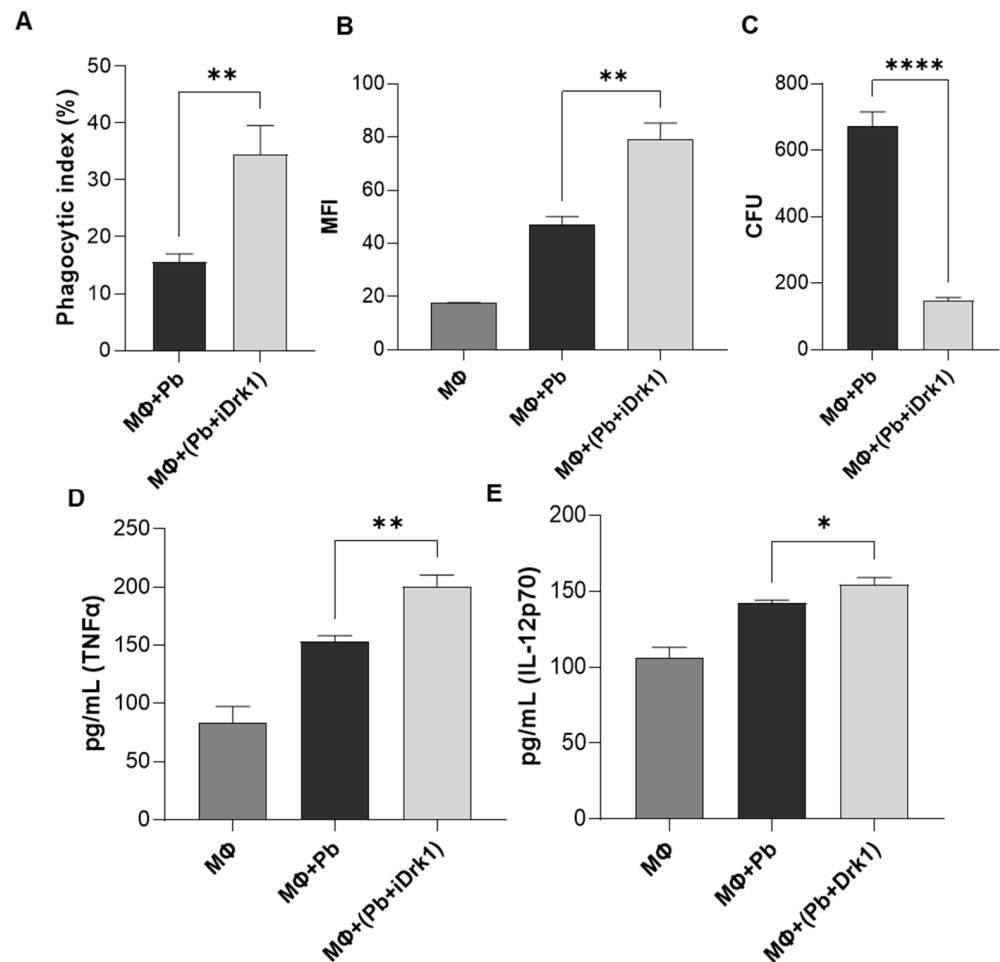 A
Phagocytic index (%)
50
40
30
20
10
0
**
MΦ+Pb
MΦ+(Pb+iDrk1)
B
MFI
100
80
60
40
20
0
**
MΦ
MΦ+Pb
MΦ+(Pb+iDrk1)
C
CFU
800
600
400
200
0
****
MΦ+Pb
MΦ+(Pb+iDrk1)
D
pg/mL (TNFα)
250
200
150
100
50
0
**
MΦ
MΦ+Pb
MΦ+(Pb+iDrk1)
E
pg/mL (IL-12p70)
200
150
100
50
0
*
MΦ
MΦ+Pb
MΦ+(Pb+Drk1)